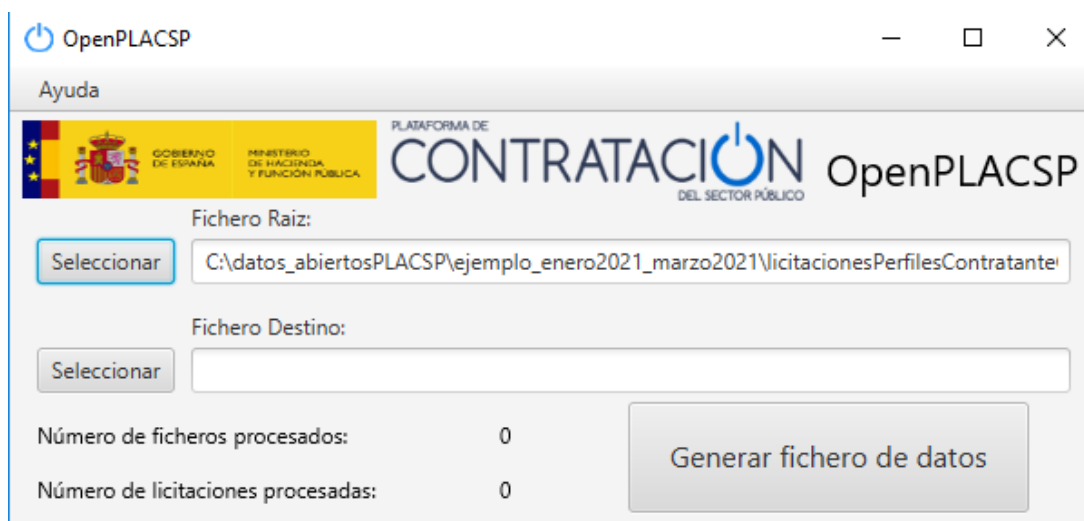 OpenPLACSP
Ayuda
GOBIERNO
DE ESPAÑA
MINISTERIO
DE HACIENDA
Y FUNCIÓN PÚBLICA
PLATAFORMA DE
CONTRATACIÓN
DEL SECTOR PÚBLICO
OpenPLACSP
Fichero Raiz:
Seleccionar
C:\datos_abiertosPLACSP\ejemplo_enero2021_marzo2021\licitacionesPerfilesContratante
Fichero Destino:
Seleccionar
Número de ficheros procesados: 0
Generar fichero de datos
Número de licitaciones procesadas: 0